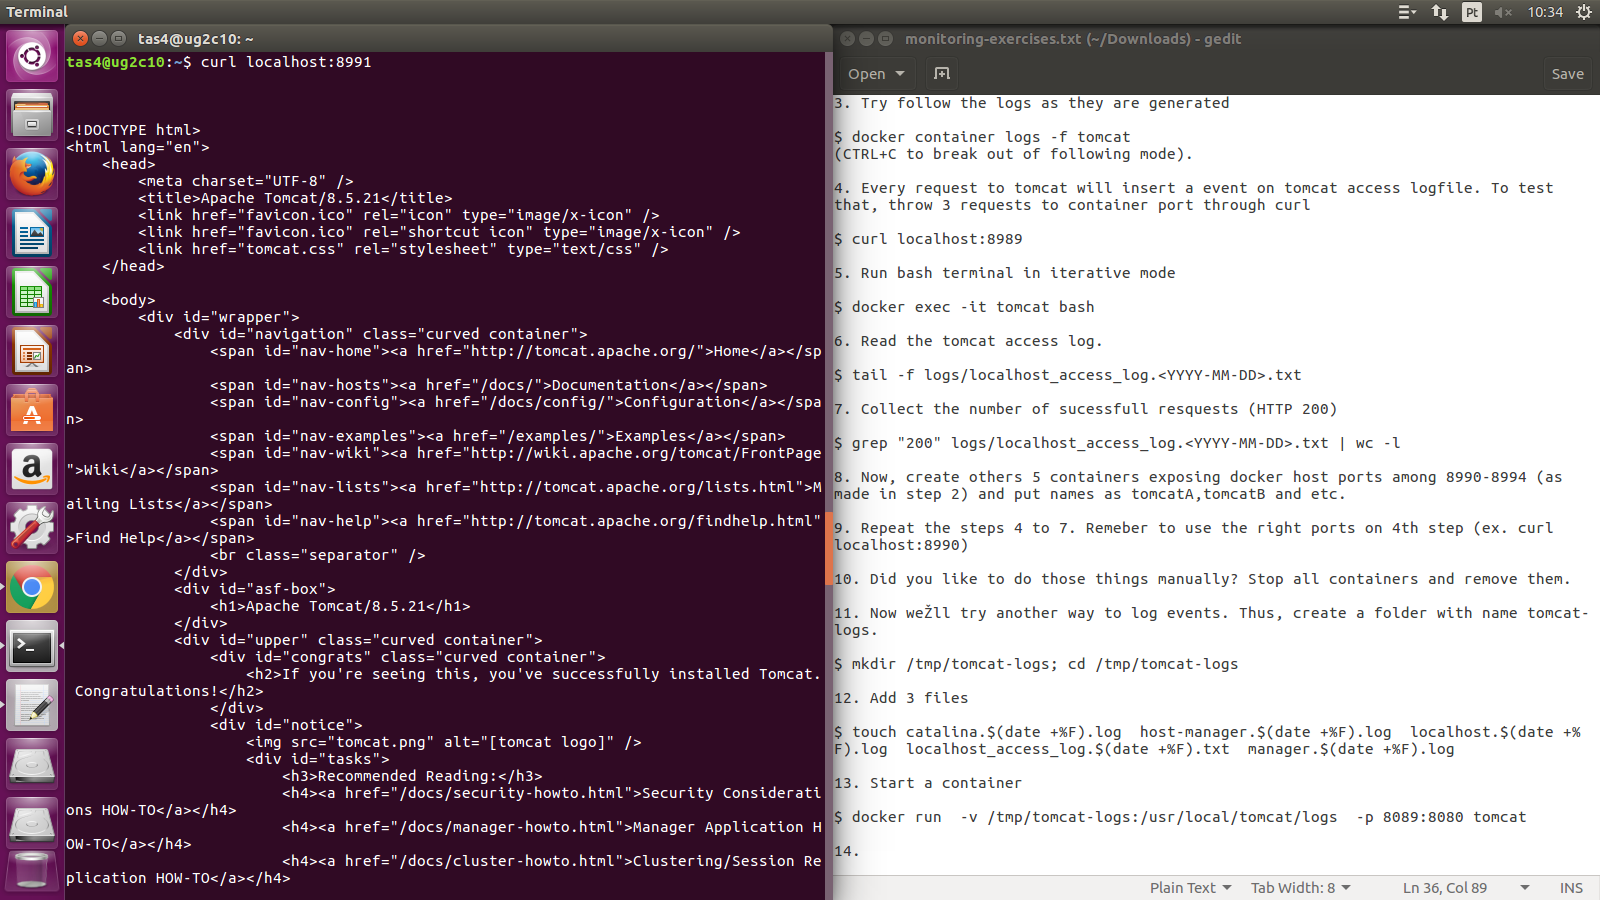 Terminal
Pt
10:34
tas4@ug2c10: ~
tas4@ug2c10:~$ curl localhost:8991
<!DOCTYPE html>
<html lang="en">
    <head>
        <meta charset="UTF-8" />
        <title>Apache Tomcat/8.5.21</title>
        <link href="favicon.ico" rel="icon" type="image/x-icon" />
        <link href="favicon.ico" rel="shortcut icon" type="image/x-icon" />
        <link href="tomcat.css" rel="stylesheet" type="text/css" />
    </head>
    <body>
        <div id="wrapper">
            <div id="navigation" class="curved container">
                <span id="nav-home"><a href="http://tomcat.apache.org/">Home</a></sp
an>
                <span id="nav-hosts"><a href="/docs/">Documentation</a></span>
                <span id="nav-config"><a href="/docs/config/">Configuration</a></spa
n>
                <span id="nav-examples"><a href="/examples/">Examples</a></span>
                <span id="nav-wiki"><a href="http://wiki.apache.org/tomcat/FrontPage
">Wiki</a></span>
                <span id="nav-lists"><a href="http://tomcat.apache.org/lists.html">M
ailing Lists</a></span>
                <span id="nav-help"><a href="http://tomcat.apache.org/findhelp.html"
>Find Help</a></span>
                <br class="separator" />
            </div>
            <div id="asf-box">
                <h1>Apache Tomcat/8.5.21</h1>
            </div>
            <div id="upper" class="curved container">
                <div id="congrats" class="curved container">
                    <h2>If you're seeing this, you've successfully installed Tomcat.
 Congratulations!</h2>
                </div>
                <div id="notice">
                    <img src="tomcat.png" alt="[tomcat logo]" />
                    <div id="tasks">
                        <h3>Recommended Reading:</h3>
                        <h4><a href="/docs/security-howto.html">Security Considerati
ons HOW-TO</a></h4>
                        <h4><a href="/docs/manager-howto.html">Manager Application H
OW-TO</a></h4>
                        <h4><a href="/docs/cluster-howto.html">Clustering/Session Re
plication HOW-TO</a></h4>
monitoring-exercises.txt (~/Downloads) - gedit
Open
Save
3. Try follow the logs as they are generated
$ docker container logs -f tomcat
(CTRL+C to break out of following mode).
4. Every request to tomcat will insert a event on tomcat access logfile. To test
that, throw 3 requests to container port through curl
$ curl localhost:8989
5. Run bash terminal in iterative mode
$ docker exec -it tomcat bash
6. Read the tomcat access log.
$ tail -f logs/localhost_access_log.<YYYY-MM-DD>.txt
7. Collect the number of sucessfull resquests (HTTP 200)
$ grep "200" logs/localhost_access_log.<YYYY-MM-DD>.txt | wc -l
8. Now, create others 5 containers exposing docker host ports among 8990-8994 (as
made in step 2) and put names as tomcatA,tomcatB and etc.
9. Repeat the steps 4 to 7. Remeber to use the right ports on 4th step (ex. curl
localhost:8990)
10. Did you like to do those things manually? Stop all containers and remove them.
11. Now weŽll try another way to log events. Thus, create a folder with name tomcat-
logs.
$ mkdir /tmp/tomcat-logs; cd /tmp/tomcat-logs
12. Add 3 files
$ touch catalina.$(date +%F).log  host-manager.$(date +%F).log  localhost.$(date +%
F).log  localhost_access_log.$(date +%F).txt  manager.$(date +%F).log
13. Start a container
$ docker run  -v /tmp/tomcat-logs:/usr/local/tomcat/logs  -p 8089:8080 tomcat
14.
Plain Text
Tab Width: 8
Ln 36, Col 89
INS